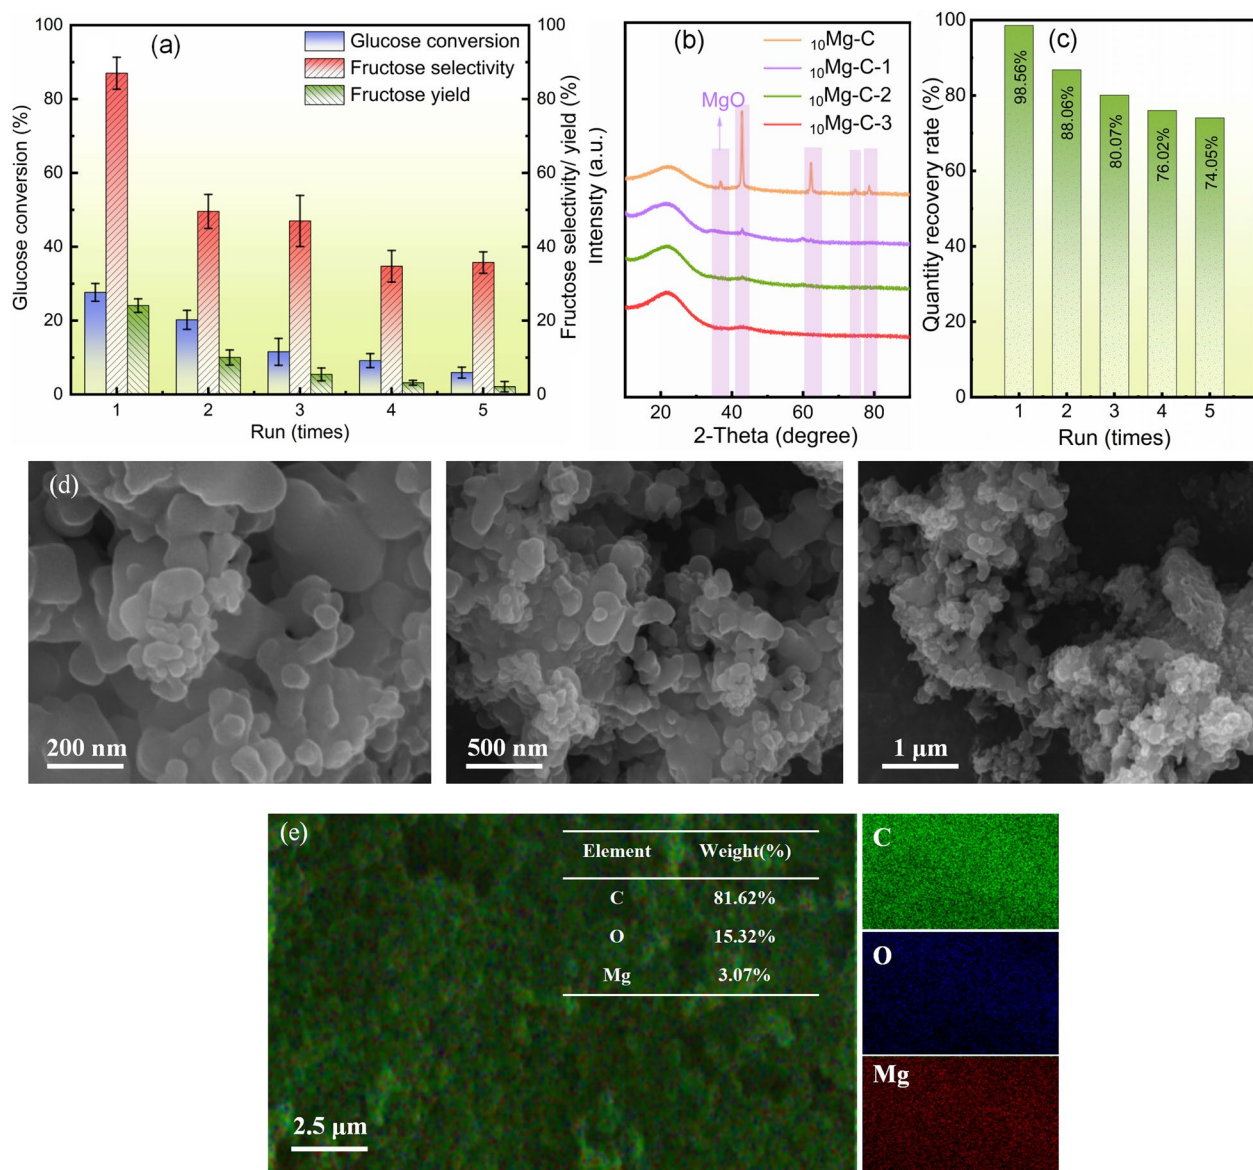 (a)
Glucose conversion
Fructose selectivity
Fructose yield
Glucose conversion (%)
Fructose selectivity/ yield (%)
100
80
60
40
20
0
100
80
60
40
20
0
1 2 3 4 5
Run (times)
(b)
10Mg-C
10Mg-C-1
10Mg-C-2
10Mg-C-3
MgO
Intensity (a.u.)
20 40 60 80
2-Theta (degree)
(c)
Quantity recovery rate (%)
100
80
60
40
20
0
98.56%
88.06%
80.07%
76.02%
74.05%
1 2 3 4 5
Run (times)
(d)
200 nm
500 nm
1 μm
(e)
Element Weight(%)
C 81.62%
O 15.32%
Mg 3.07%
2.5 μm
C
O
Mg